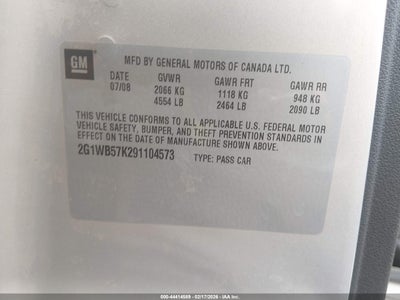 GM
MFD BY GENERAL MOTORS OF CANADA LTD.
DATE GVWR GAWR FRT GAWR RR
07/08 2066 KG 1118 KG 948 KG
4554 LB 2464 LB 2090 LB
THIS VEHICLE CONFORMS TO ALL APPLICABLE U.S. FEDERAL MOTOR
VEHICLE SAFETY, BUMPER, AND THEFT PREVENTION STANDARDS IN
EFFECT ON THE DATE OF MANUFACTURE SHOWN ABOVE.
2G1WB57K291104573 TYPE: PASS CAR
600-44414589 - 02/17/2026 - IAA Inc.